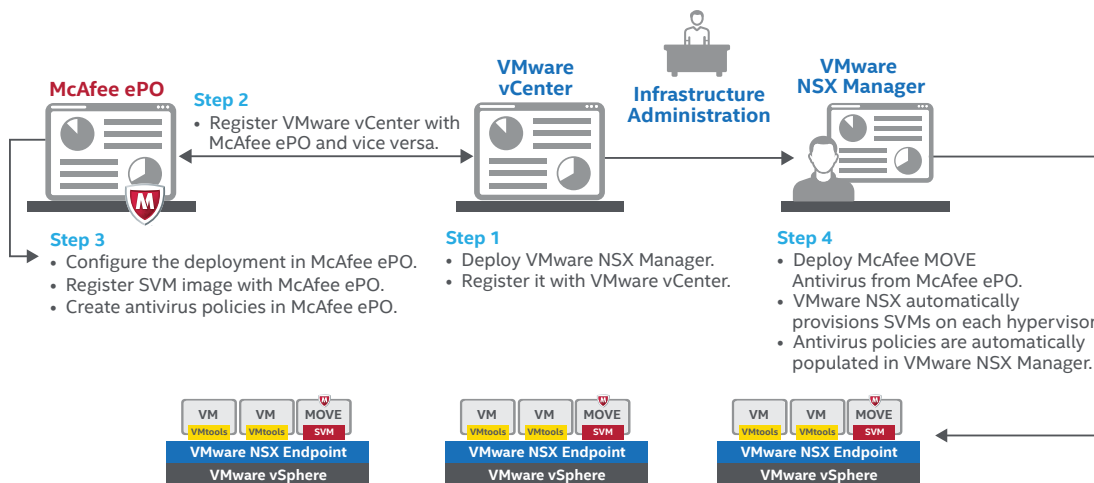 McAfee ePO
Step 2
• Register VMware vCenter with
McAfee ePO and vice versa.
VMware
vCenter
Infrastructure
Administration
VMware
NSX Manager
M
Step 3
• Configure the deployment in McAfee ePO.
• Register SVM image with McAfee ePO.
• Create antivirus policies in McAfee ePO.
Step 1
• Deploy VMware NSX Manager.
• Register it with VMware vCenter.
Step 4
• Deploy McAfee MOVE
Antivirus from McAfee ePO.
• VMware NSX automatically
provisions SVMs on each hypervisor
• Antivirus policies are automatically
populated in VMware NSX Manager.
VM VM MOVE
VMtools VMtools SVM
VMware NSX Endpoint
VMware vSphere
VM VM MOVE
VMtools VMtools SVM
VMware NSX Endpoint
VMware vSphere
VM VM MOVE
VMtools VMtools SVM
VMware NSX Endpoint
VMware vSphere